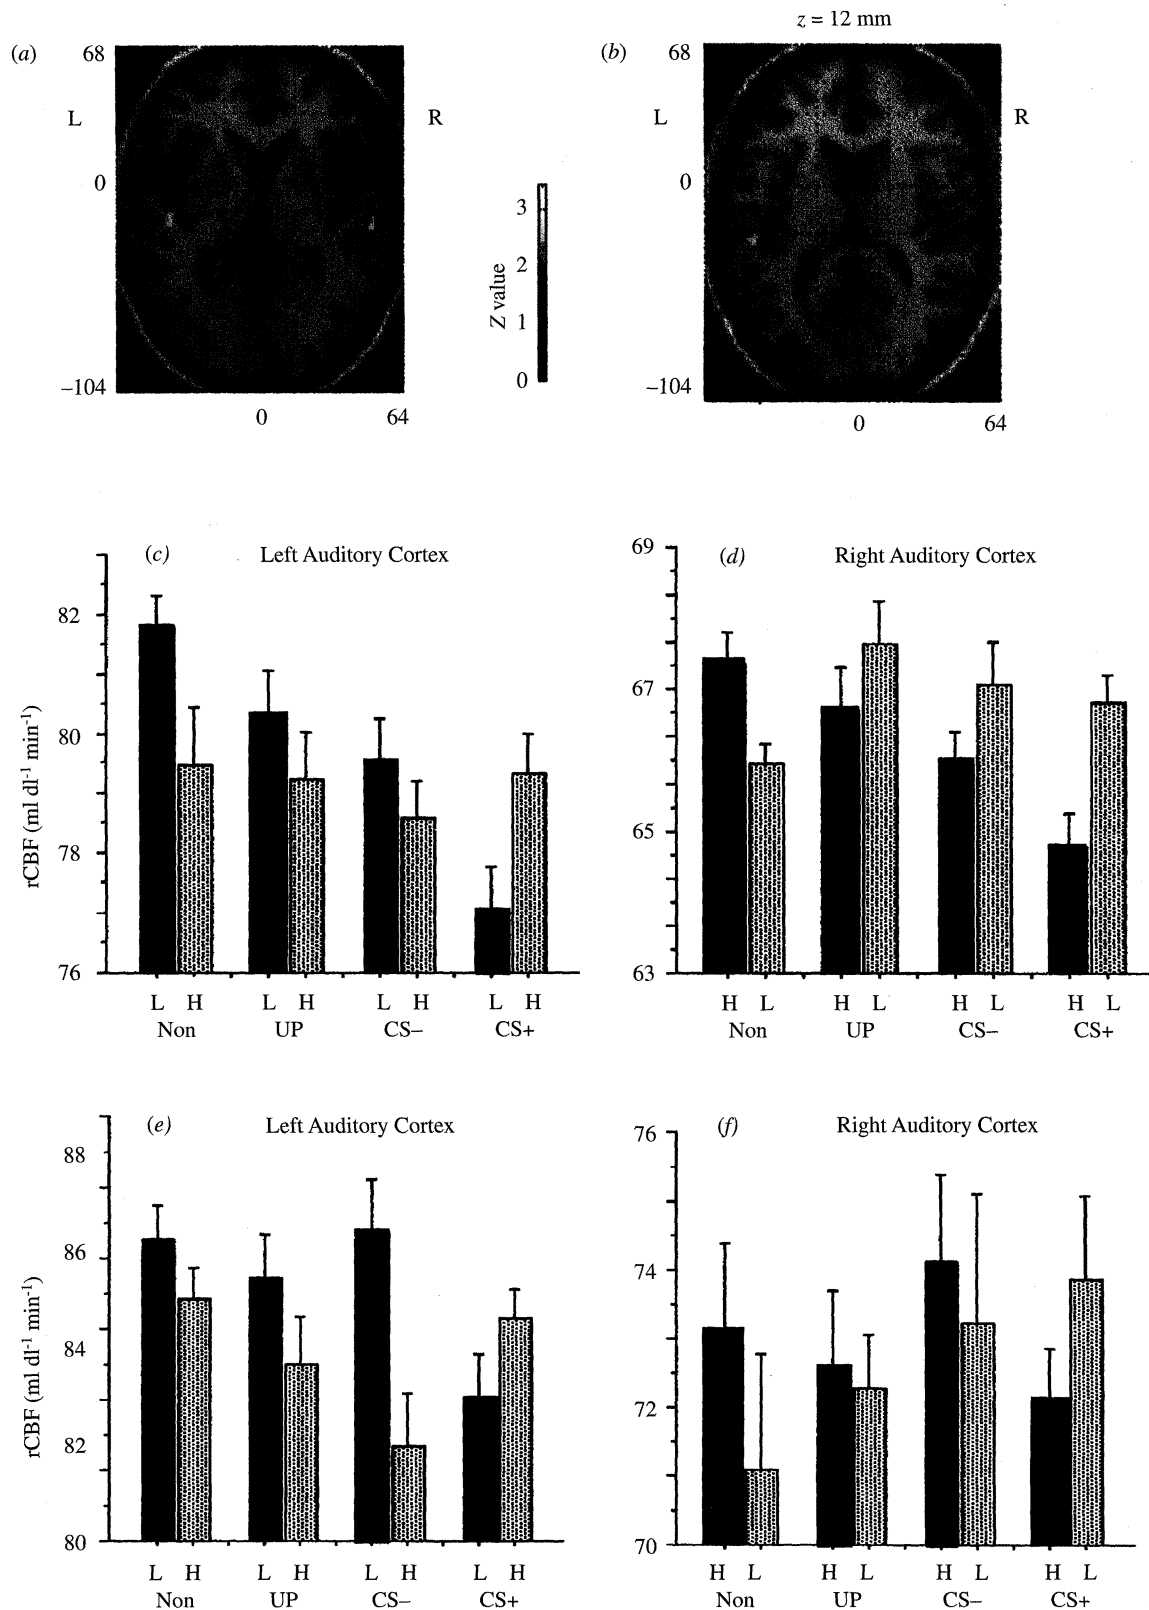 z = 12 mm
(a)
68
L
R
0
–104
0
64
3
2
1
0
Z value
(b)
68
L
R
0
–104
0
64
(c)
Left Auditory Cortex
82
80
78
76
rCBF (ml dl-1 min-1)
L H L H L H L H
Non UP CS– CS+
(d)
Right Auditory Cortex
69
67
65
63
H L H L H L H L
Non UP CS– CS+
(e)
Left Auditory Cortex
88
86
84
82
80
rCBF (ml dl-1 min-1)
L H L H L H L H
Non UP CS– CS+
(f)
Right Auditory Cortex
76
74
72
70
H L H L H L H L
Non UP CS– CS+